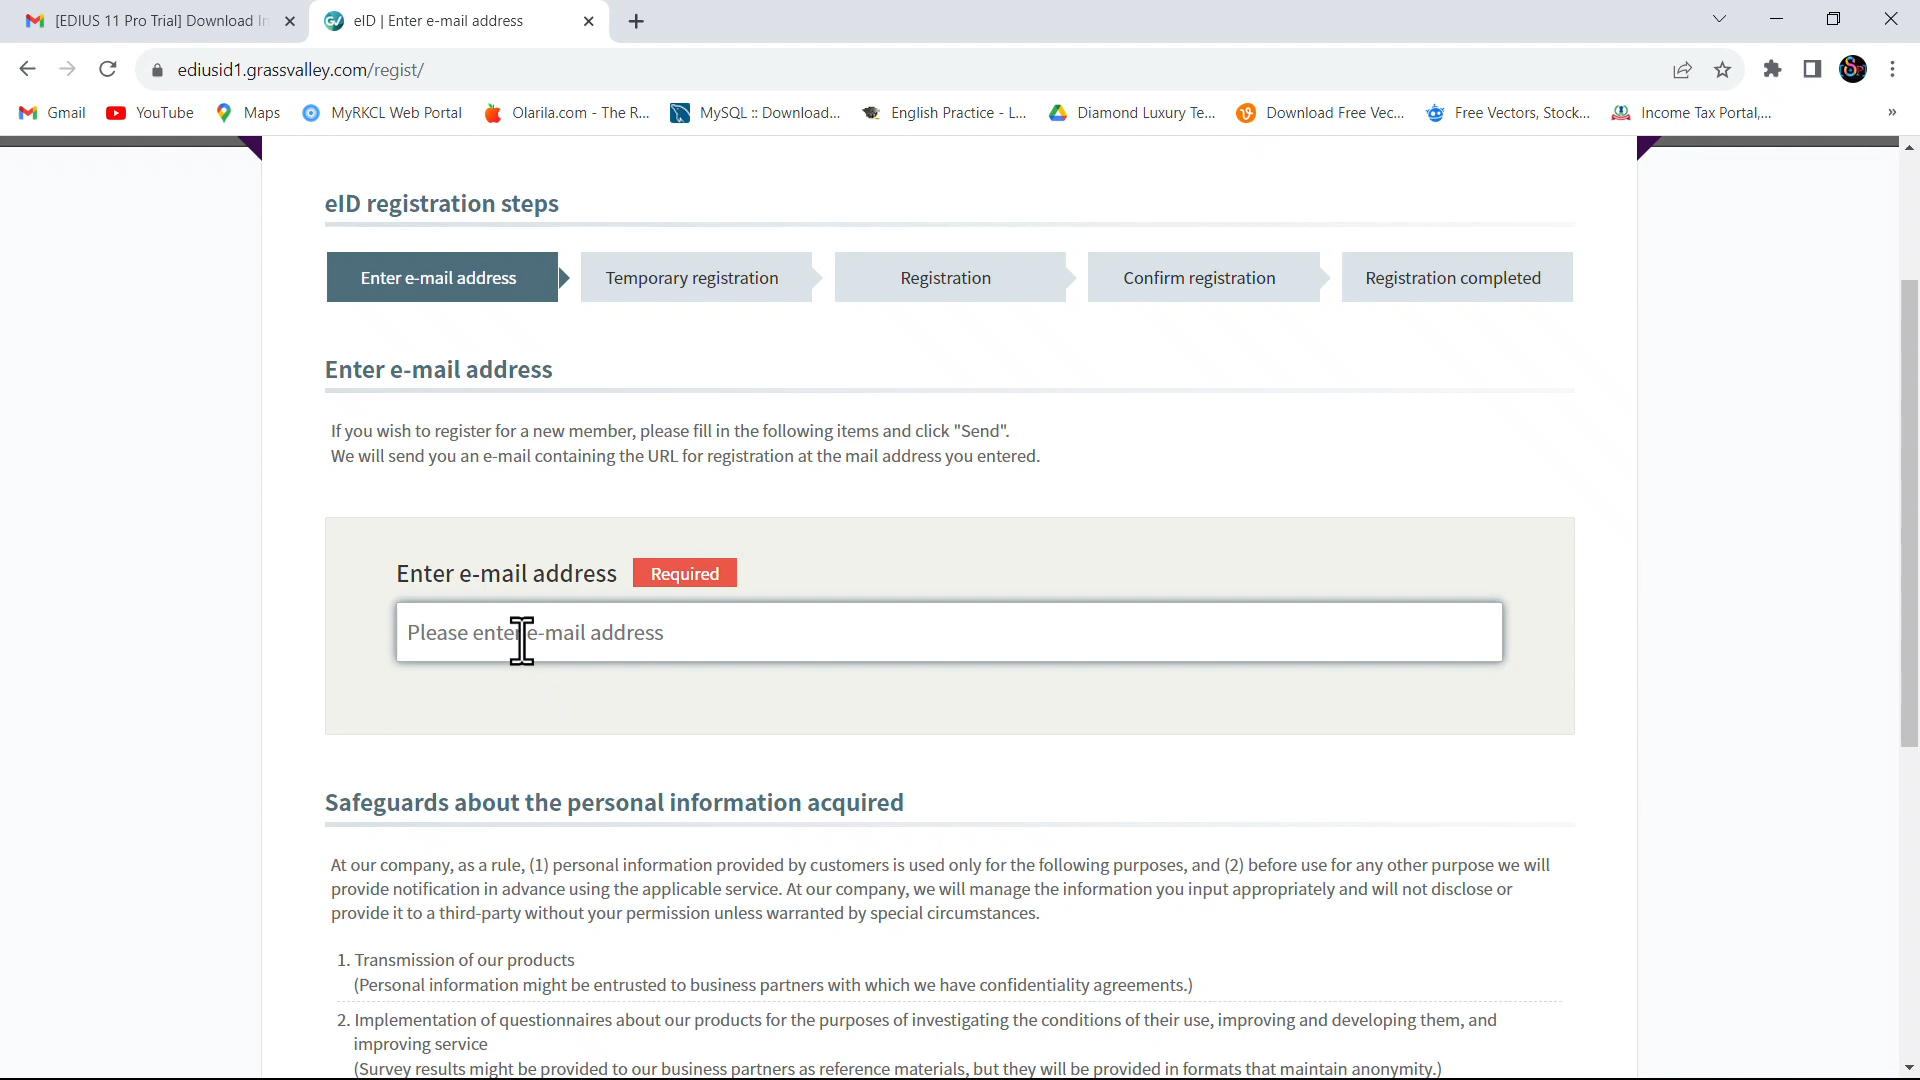 [EDIUS 11 Pro Trial] Download In
eID | Enter e-mail address
ediusid1.grassvalley.com/regist/
Gmail
YouTube
Maps
MyRKCL Web Portal
Olarila.com - The R...
MySQL :: Download...
English Practice - L...
Diamond Luxury Te...
Download Free Vec...
Free Vectors, Stock...
Income Tax Portal,...
»
eID registration steps
Enter e-mail address
Temporary registration
Registration
Confirm registration
Registration completed
Enter e-mail address
If you wish to register for a new member, please fill in the following items and click "Send".
We will send you an e-mail containing the URL for registration at the mail address you entered.
Enter e-mail address
Required
Please enter e-mail address
Safeguards about the personal information acquired
At our company, as a rule, (1) personal information provided by customers is used only for the following purposes, and (2) before use for any other purpose we will
provide notification in advance using the applicable service. At our company, we will manage the information you input appropriately and will not disclose or
provide it to a third-party without your permission unless warranted by special circumstances.
1. Transmission of our products
(Personal information might be entrusted to business partners with which we have confidentiality agreements.)
2. Implementation of questionnaires about our products for the purposes of investigating the conditions of their use, improving and developing them, and
improving service
(Survey results might be provided to our business partners as reference materials, but they will be provided in formats that maintain anonymity.)